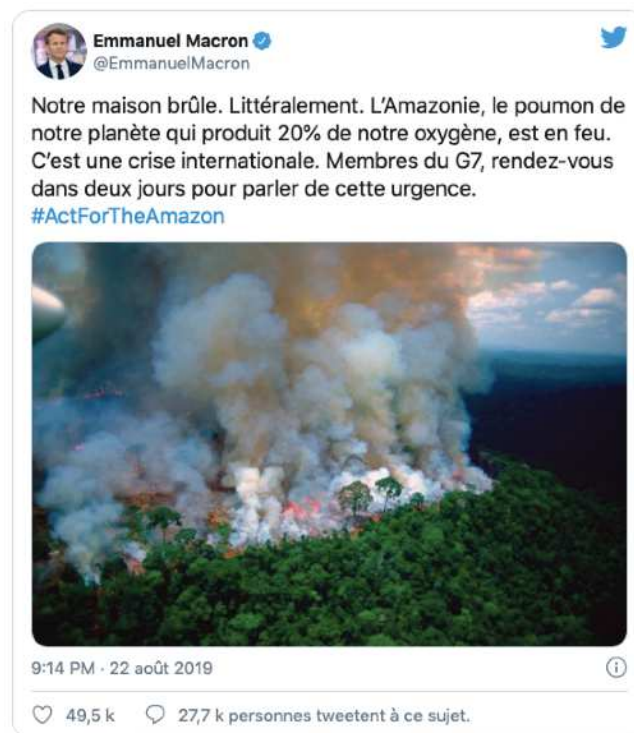 Emmanuel Macron
@EmmanuelMacron
Notre maison brûle. Littéralement. L’Amazonie, le poumon de
notre planète qui produit 20% de notre oxygène, est en feu.
C’est une crise internationale. Membres du G7, rendez-vous
dans deux jours pour parler de cette urgence.
#ActForTheAmazon
9:14 PM · 22 août 2019
49,5 k 27,7 k personnes tweetent à ce sujet.